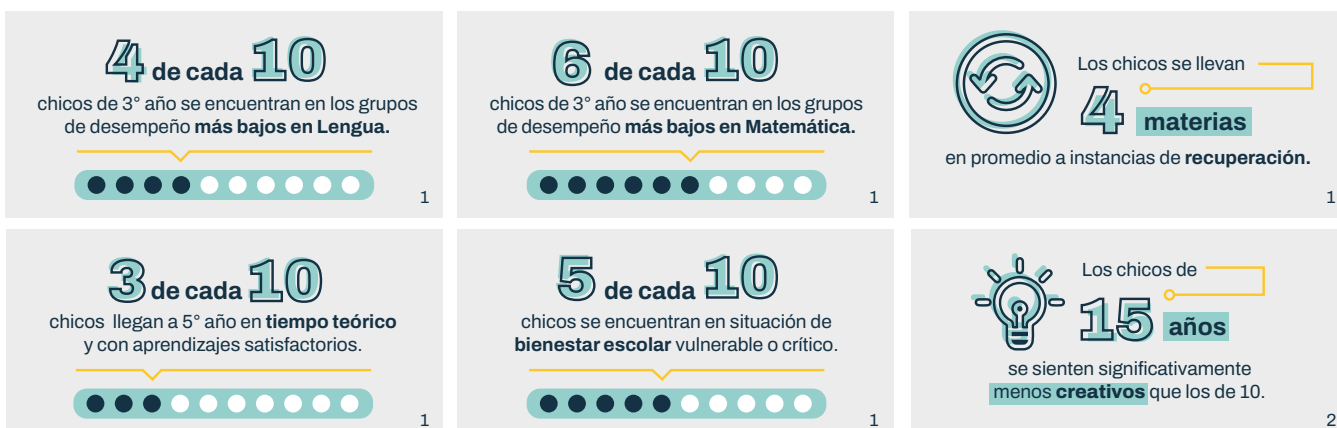 4 de cada 10
chicos de 3° año se encuentran en los grupos
de desempeño más bajos en Lengua.
1
6 de cada 10
chicos de 3° año se encuentran en los grupos
de desempeño más bajos en Matemática.
1
Los chicos se llevan
4 materias
en promedio a instancias de recuperación.
1
3 de cada 10
chicos llegan a 5° año en tiempo teórico
y con aprendizajes satisfactorios.
1
5 de cada 10
chicos se encuentran en situación de
bienestar escolar vulnerable o crítico.
1
Los chicos de
15 años
se sienten significativamente
menos creativos que los de 10.
2